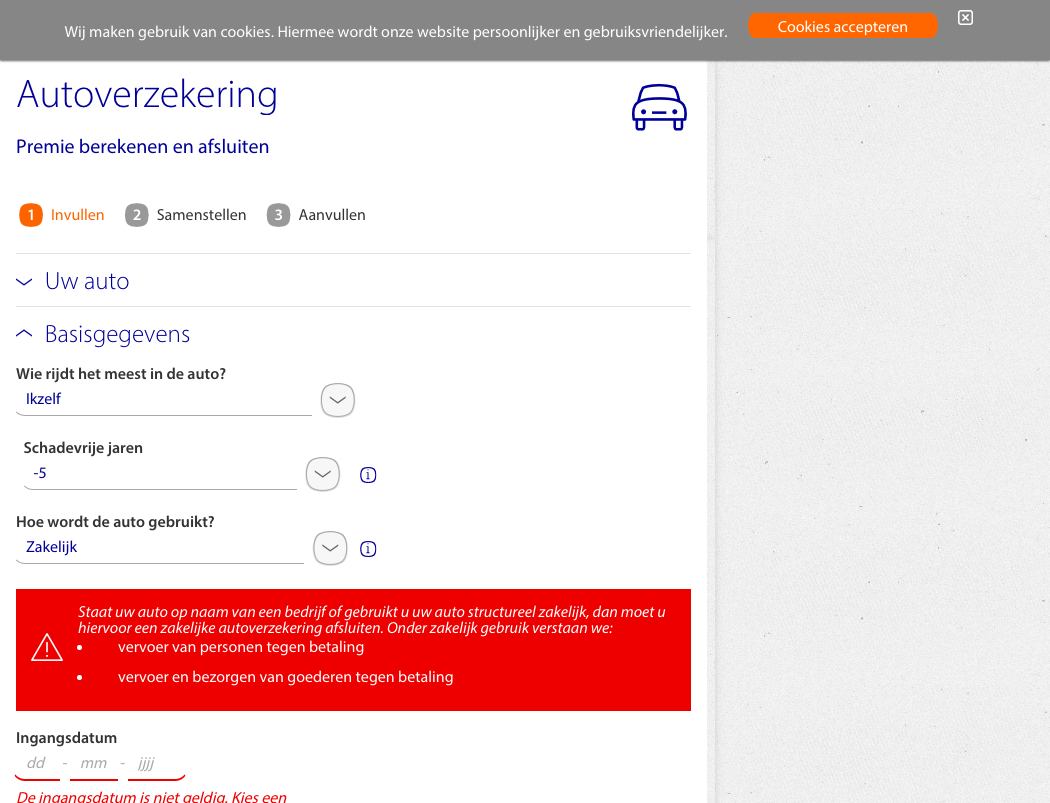 Wij maken gebruik van cookies. Hiermee wordt onze website persoonlijker en gebruiksvriendelijker.
Cookies accepteren
Autoverzekering
Premie berekenen en afsluiten
1 Invullen 2 Samenstellen 3 Aanvullen
Uw auto
Basisgegevens
Wie rijdt het meest in de auto?
Ikzelf
Schadevrije jaren
-5
Hoe wordt de auto gebruikt?
Zakelijk
Staat uw auto op naam van een bedrijf of gebruikt u uw auto structureel zakelijk, dan moet u
hiervoor een zakelijke autoverzekering afsluiten. Onder zakelijk gebruik verstaan we:
• vervoer van personen tegen betaling
• vervoer en bezorgen van goederen tegen betaling
Ingangsdatum
dd - mm - jjjj
De ingangsdatum is niet geldig. Kies een